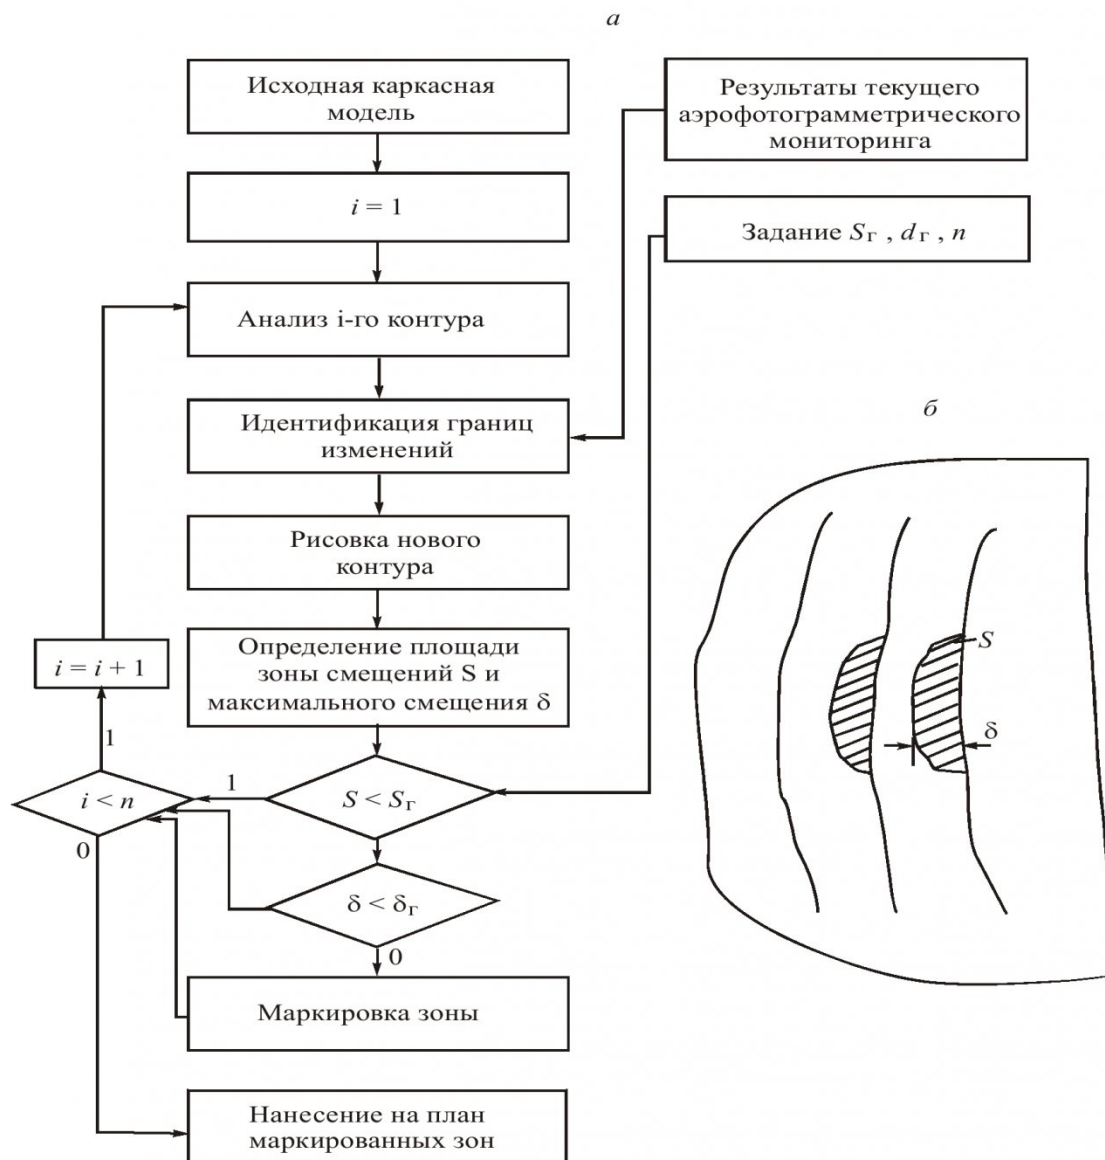 а
Исходная каркасная
модель
Результаты текущего
аэрофотограмметрического
мониторинга
i = 1
Задание Sг , dг , n
Анализ i-го контура
Идентификация границ
изменений
Рисовка нового
контура
Определение площади
зоны смещений S и
максимального смещения δ
i = i + 1
1
i < n
0
1
S < Sг
δ < δг
0
Маркировка зоны
Нанесение на план
маркированных зон
б
S
δ